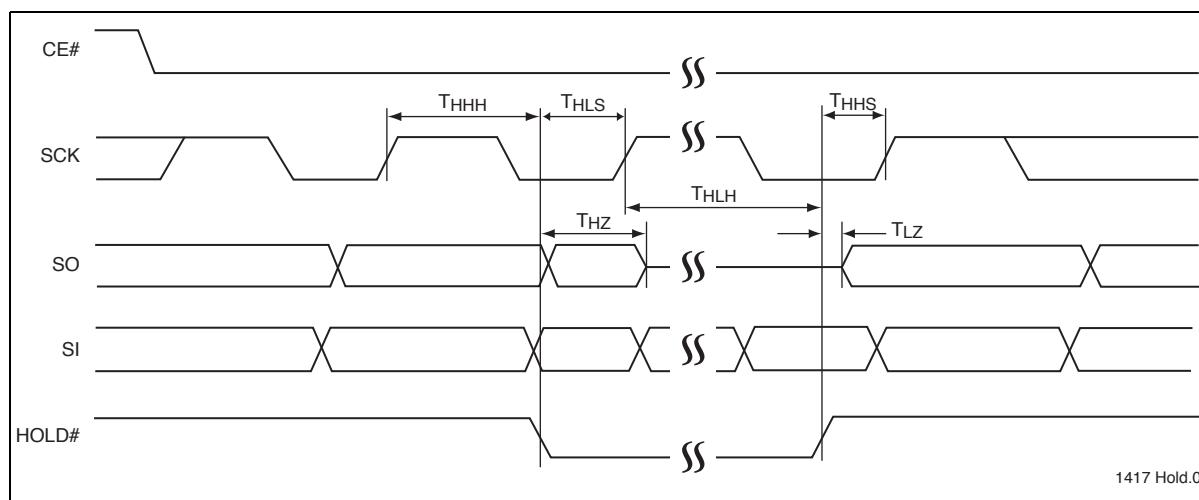 CE#
THHH
THLS
THHS
SCK
THLH
THZ
TLZ
SO
SI
HOLD#
1417 Hold.0